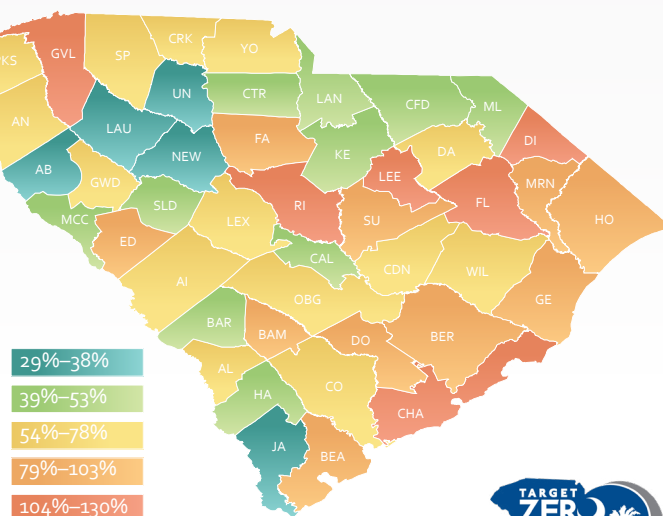 CRK
YO
SP
GVL
KS
UN
CTR
LAN
CFD
ML
AN
LAU
FA
KE
DA
DI
NEW
AB
GWD
LEE
MRN
SLD
RI
FL
MCC
LEX
SU
HO
ED
CAL
CDN
WIL
AI
OBG
GE
BAR
BAM
DO
BER
AL
HA
CO
CHA
JA
BEA
29%–38%
39%–53%
54%–78%
79%–103%
104%–130%
TARGET
ZERO